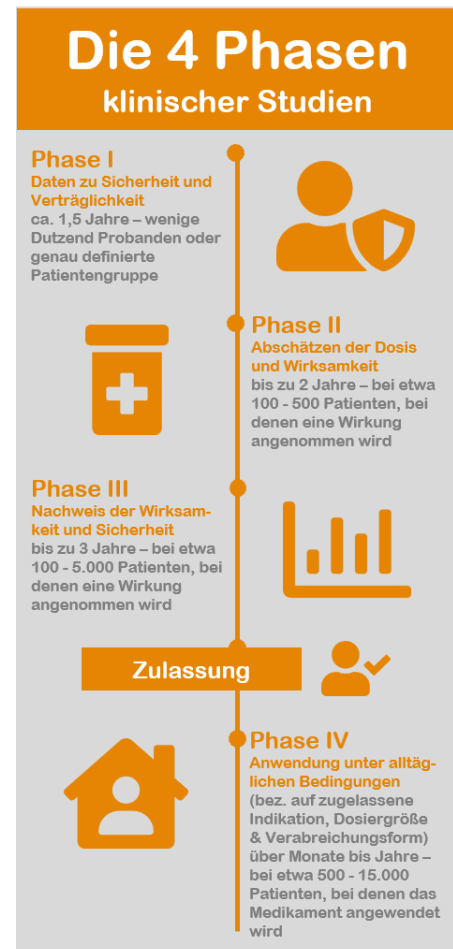 Die 4 Phasen
klinischer Studien
Phase I
Daten zu Sicherheit und
Verträglichkeit
ca. 1,5 Jahre – wenige
Dutzend Probanden oder
genau definierte
Patientengruppe
Phase II
Abschätzen der Dosis
und Wirksamkeit
bis zu 2 Jahre – bei etwa
100 - 500 Patienten, bei
denen eine Wirkung
angenommen wird
Phase III
Nachweis der Wirksam-
keit und Sicherheit
bis zu 3 Jahre – bei etwa
100 - 5.000 Patienten, bei
denen eine Wirkung
angenommen wird
Zulassung
Phase IV
Anwendung unter alltäg-
lichen Bedingungen
(bez. auf zugelassene
Indikation, Dosiergröße
& Verabreichungsform)
über Monate bis Jahre –
bei etwa 500 - 15.000
Patienten, bei denen das
Medikament angewendet
wird